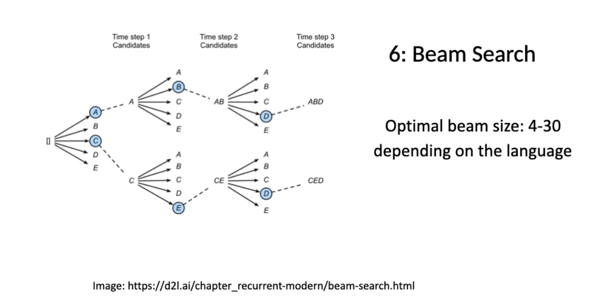 Time step 1
Candidates
Time step 2
Candidates
Time step 3
Candidates
6: Beam Search
Optimal beam size: 4-30
depending on the language
[]
A
B
C
D
E
A
A
B
C
D
E
AB
A
B
C
D
E
ABD
C
A
B
C
D
E
CE
A
B
C
D
E
CED
Image: https://d2l.ai/chapter_recurrent-modern/beam-search.html